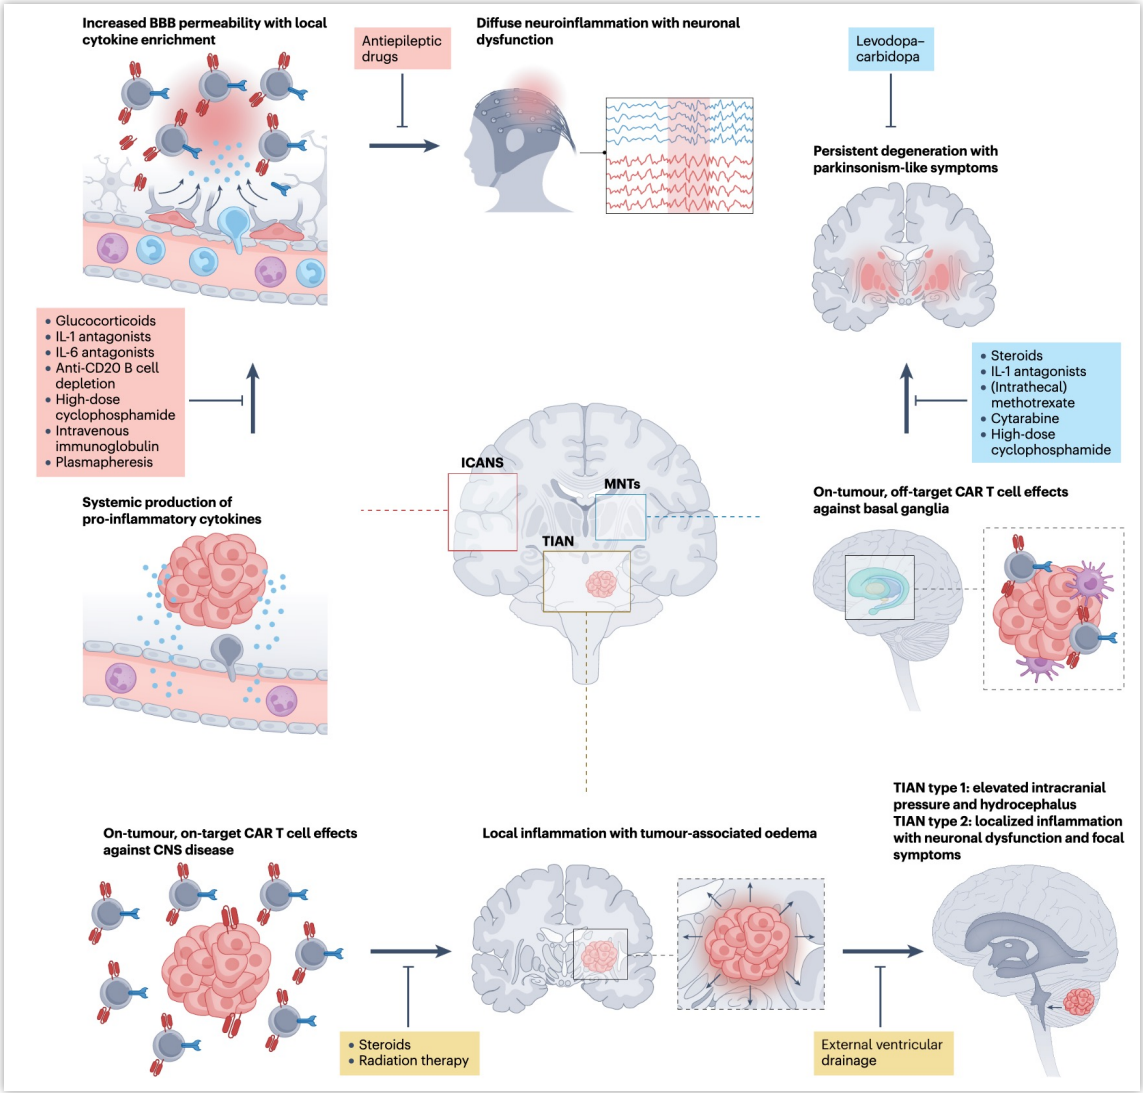 Increased BBB permeability with local
cytokine enrichment
Antiepileptic
drugs
Diffuse neuroinflammation with neuronal
dysfunction
Levodopa–
carbidopa
Persistent degeneration with
parkinsonism-like symptoms
• Glucocorticoids
• IL-1 antagonists
• IL-6 antagonists
• Anti-CD20 B cell
depletion
• High-dose
cyclophosphamide
• Intravenous
immunoglobulin
• Plasmapheresis
• Steroids
• IL-1 antagonists
• (Intrathecal)
methotrexate
• Cytarabine
• High-dose
cyclophosphamide
ICANS
MNTs
TIAN
Systemic production of
pro-inflammatory cytokines
On-tumour, off-target CAR T cell effects
against basal ganglia
On-tumour, on-target CAR T cell effects
against CNS disease
Local inflammation with tumour-associated oedema
TIAN type 1: elevated intracranial
pressure and hydrocephalus
TIAN type 2: localized inflammation
with neuronal dysfunction and focal
symptoms
• Steroids
• Radiation therapy
External ventricular
drainage